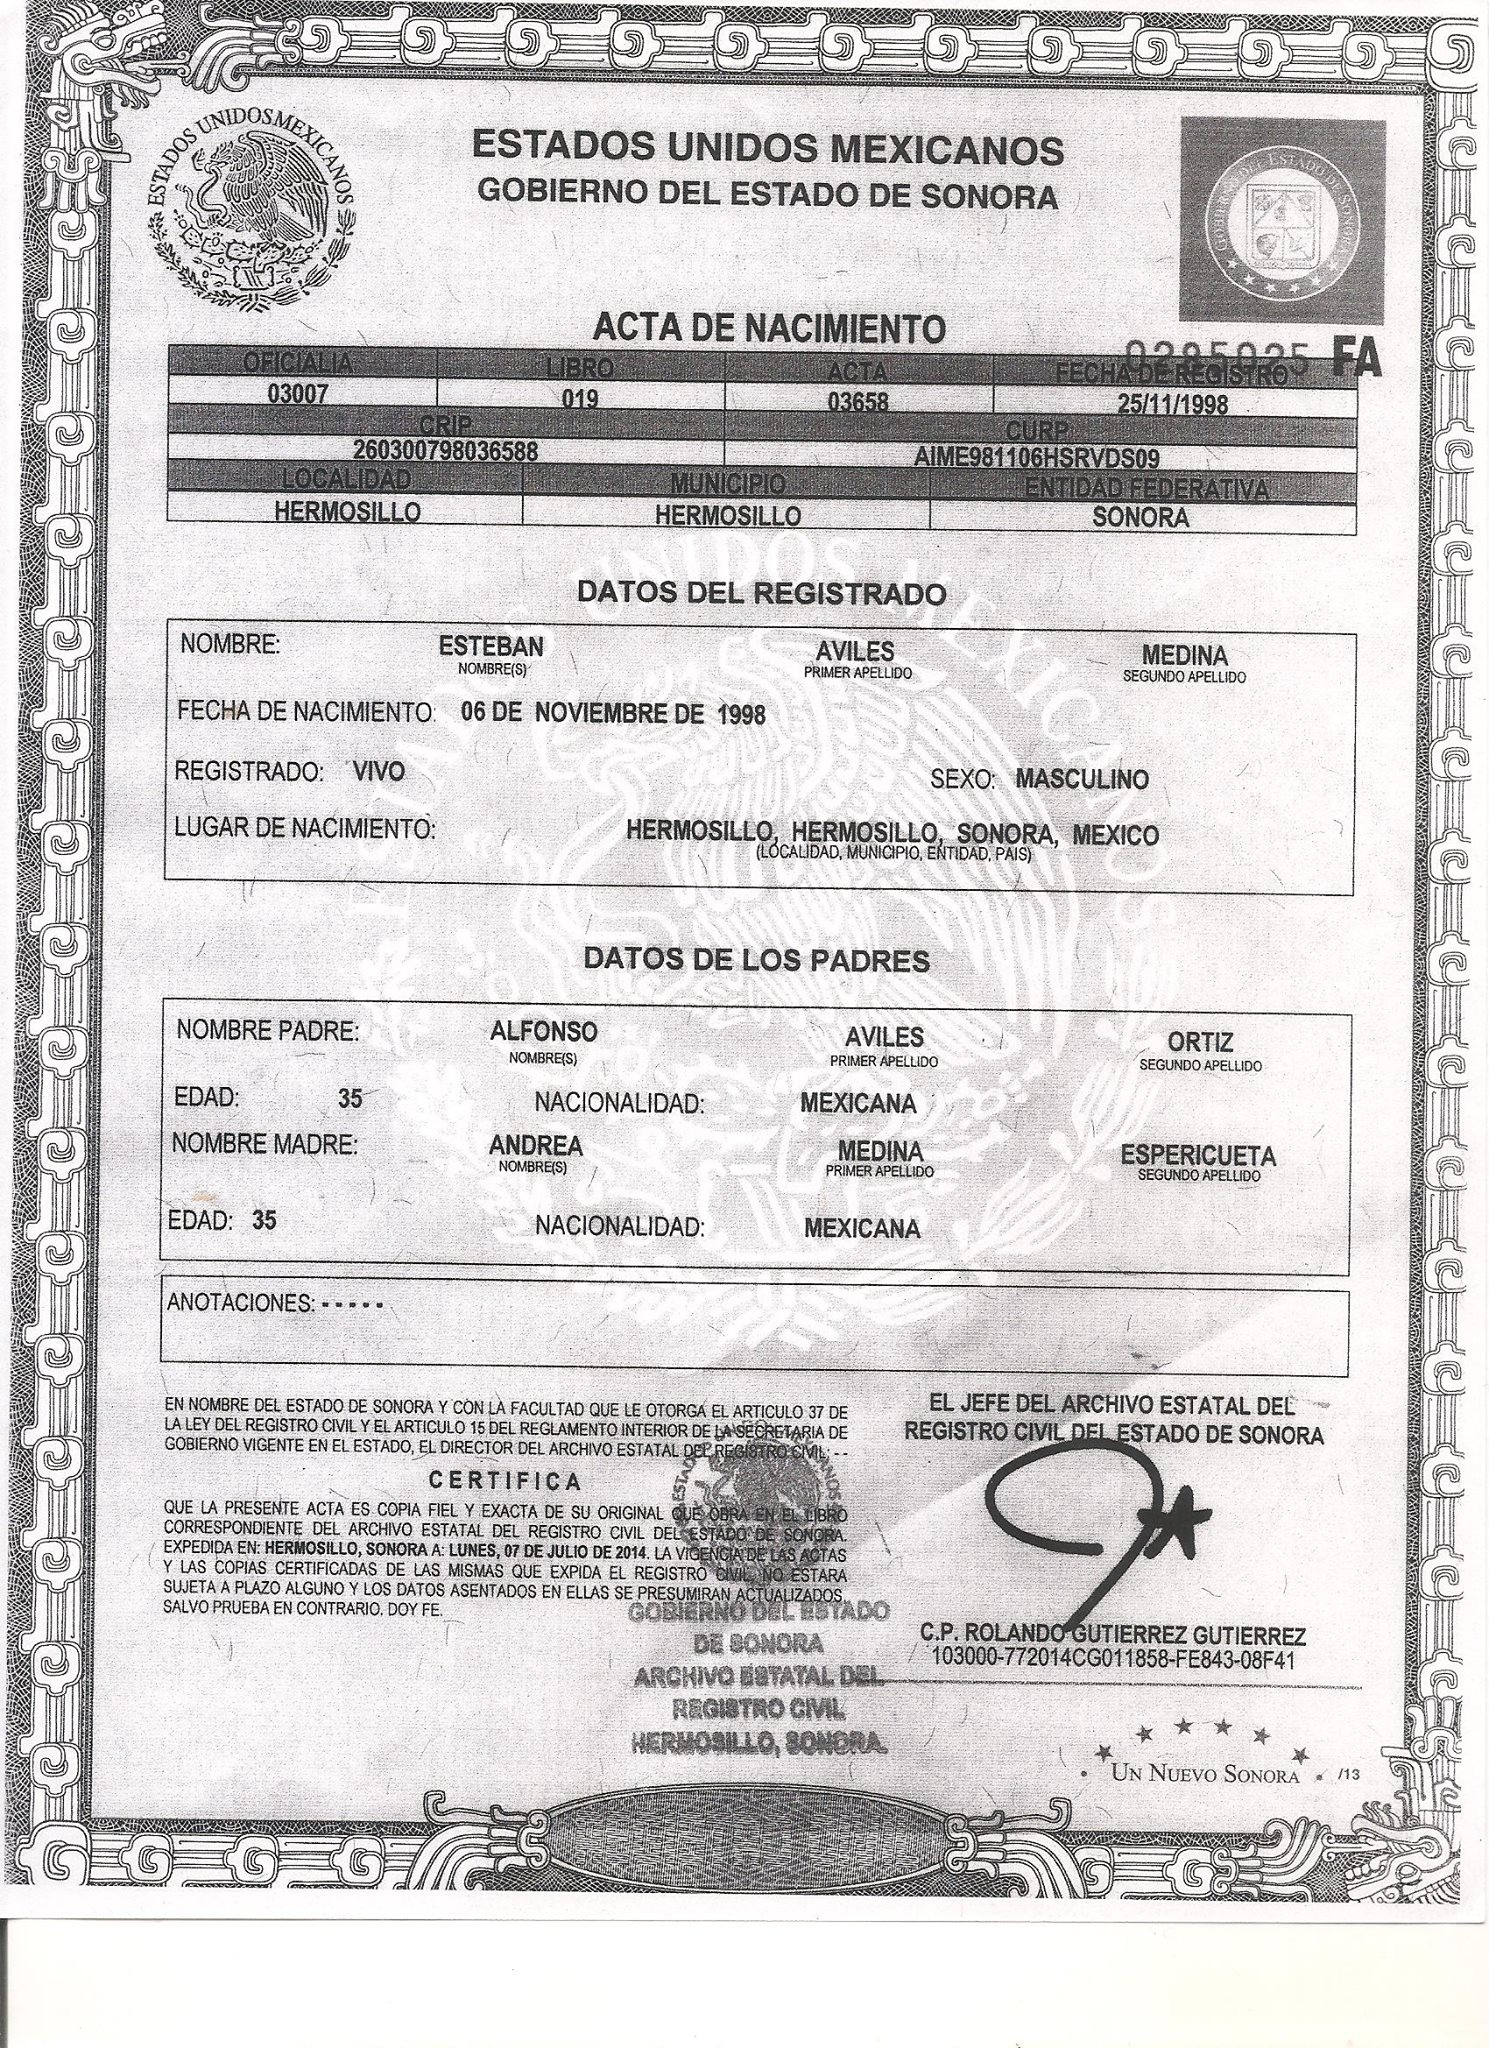 ESTADOS UNIDOS MEXICANOS
ESTADOS UNIDOS MEXICANOS
GOBIERNO DEL ESTADO DE SONORA
GOBIERNO DEL ESTADO DE SONORA
ACTA DE NACIMIENTO
FA
OFICIALIA LIBRO ACTA FECHA DE REGISTRO
03007 019 03658 25/11/1998
CRIP CURP
260300798036588 AIME981106HSRVDS09
LOCALIDAD MUNICIPIO ENTIDAD FEDERATIVA
HERMOSILLO HERMOSILLO SONORA
ESTADOS UNIDOS MEXICANOS
DATOS DEL REGISTRADO
NOMBRE: ESTEBAN AVILES MEDINA
NOMBRE(S) PRIMER APELLIDO SEGUNDO APELLIDO
FECHA DE NACIMIENTO: 06 DE NOVIEMBRE DE 1998
REGISTRADO: VIVO SEXO: MASCULINO
LUGAR DE NACIMIENTO: HERMOSILLO, HERMOSILLO, SONORA, MEXICO
(LOCALIDAD, MUNICIPIO, ENTIDAD, PAIS)
DATOS DE LOS PADRES
NOMBRE PADRE: ALFONSO AVILES ORTIZ
NOMBRE(S) PRIMER APELLIDO SEGUNDO APELLIDO
EDAD: 35 NACIONALIDAD: MEXICANA
NOMBRE MADRE: ANDREA MEDINA ESPERICUETA
NOMBRE(S) PRIMER APELLIDO SEGUNDO APELLIDO
EDAD: 35 NACIONALIDAD: MEXICANA
ANOTACIONES: - - - - -
EN NOMBRE DEL ESTADO DE SONORA Y CON LA FACULTAD QUE LE OTORGA EL ARTICULO 37 DE
LA LEY DEL REGISTRO CIVIL Y EL ARTICULO 15 DEL REGLAMENTO INTERIOR DE LA SECRETARIA DE
GOBIERNO VIGENTE EN EL ESTADO, EL DIRECTOR DEL ARCHIVO ESTATAL DEL REGISTRO CIVIL: - -
CERTIFICA
QUE LA PRESENTE ACTA ES COPIA FIEL Y EXACTA DE SU ORIGINAL QUE OBRA EN EL LIBRO
CORRESPONDIENTE DEL ARCHIVO ESTATAL DEL REGISTRO CIVIL DEL ESTADO DE SONORA.
EXPEDIDA EN: HERMOSILLO, SONORA A: LUNES, 07 DE JULIO DE 2014. LA VIGENCIA DE LAS ACTAS
Y LAS COPIAS CERTIFICADAS DE LAS MISMAS QUE EXPIDA EL REGISTRO CIVIL, NO ESTARA
SUJETA A PLAZO ALGUNO Y LOS DATOS ASENTADOS EN ELLAS SE PRESUMIRAN ACTUALIZADOS,
SALVO PRUEBA EN CONTRARIO. DOY FE.
GOBIERNO DEL ESTADO
DE SONORA
ARCHIVO ESTATAL DEL
REGISTRO CIVIL
HERMOSILLO, SONORA.
EL JEFE DEL ARCHIVO ESTATAL DEL
REGISTRO CIVIL DEL ESTADO DE SONORA
C.P. ROLANDO GUTIERREZ GUTIERREZ
103000-772014CG011858-FE843-08F41
UN NUEVO SONORA
/13